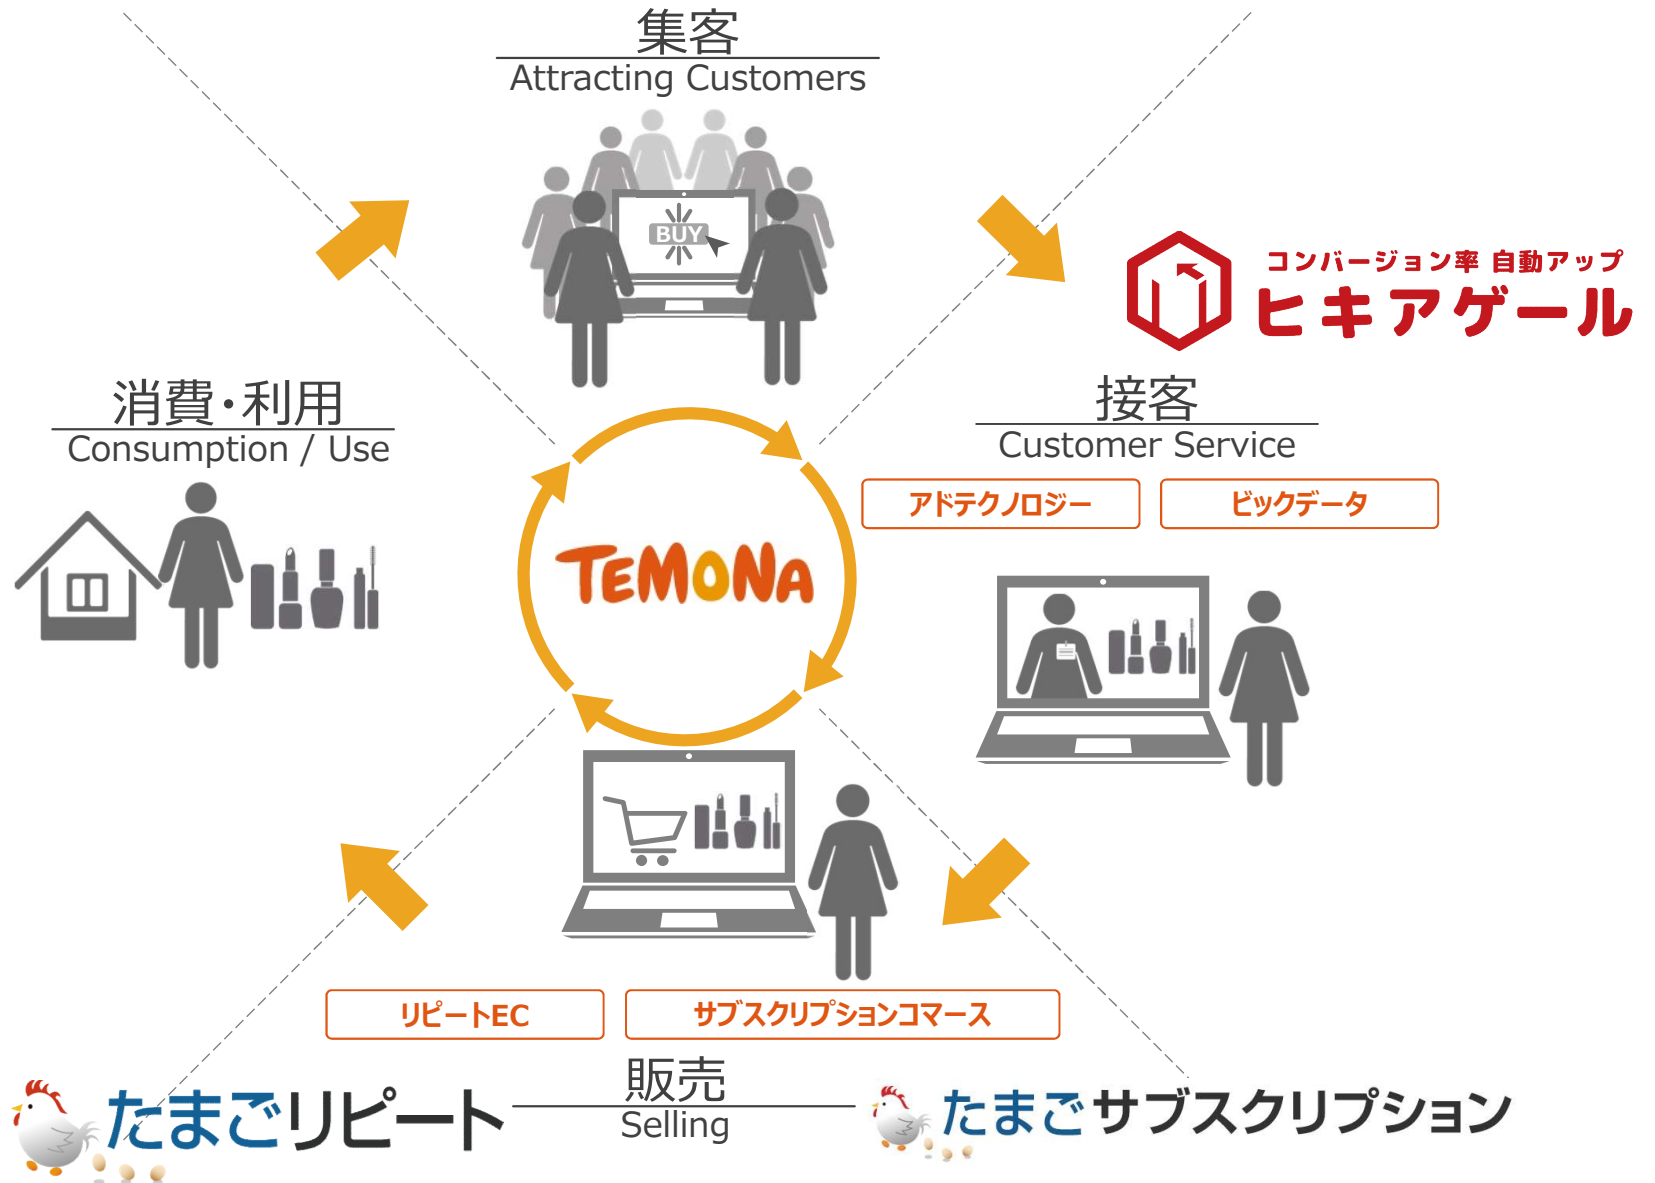 集客
Attracting Customers
BUY
コンバージョン率 自動アップ
ヒキアゲール
消費・利用
Consumption / Use
接客
Customer Service
アドテクノロジー
ビックデータ
TEMONA
リピートEC
サブスクリプションコマース
販売
Selling
たまごリピート
たまごサブスクリプション